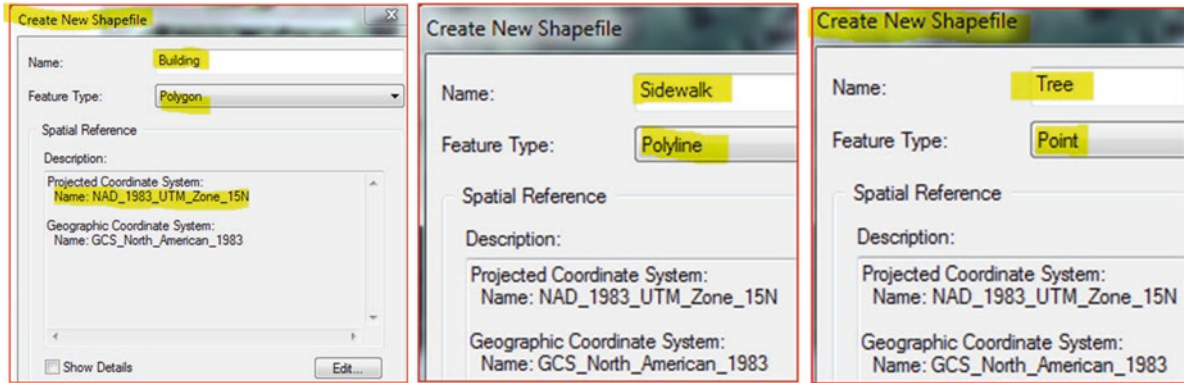 Create New Shapefile
Name: Building
Feature Type: Polygon
Spatial Reference
Description:
Projected Coordinate System:
Name: NAD_1983_UTM_Zone_15N
Geographic Coordinate System:
Name: GCS_North_American_1983
Show Details Edit...
Create New Shapefile
Name: Sidewalk
Feature Type: Polyline
Spatial Reference
Description:
Projected Coordinate System:
Name: NAD_1983_UTM_Zone_15N
Geographic Coordinate System:
Name: GCS_North_American_1983
Create New Shapefile
Name: Tree
Feature Type: Point
Spatial Reference
Description:
Projected Coordinate System:
Name: NAD_1983_UTM_Zone_15N
Geographic Coordinate System:
Name: GCS_North_American_1983